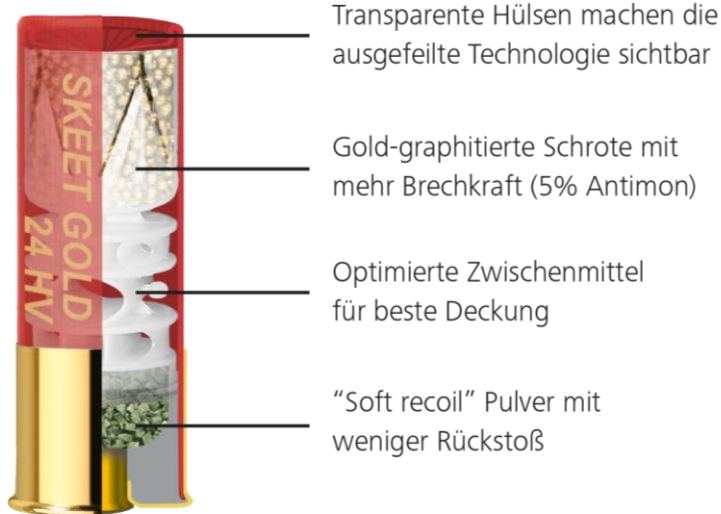 Transparente Hülsen machen die
ausgefeilte Technologie sichtbar
Gold-graphitierte Schrote mit
mehr Brechkraft (5% Antimon)
Optimierte Zwischenmittel
für beste Deckung
“Soft recoil” Pulver mit
weniger Rückstoß
SKEET GOLD
24 HV